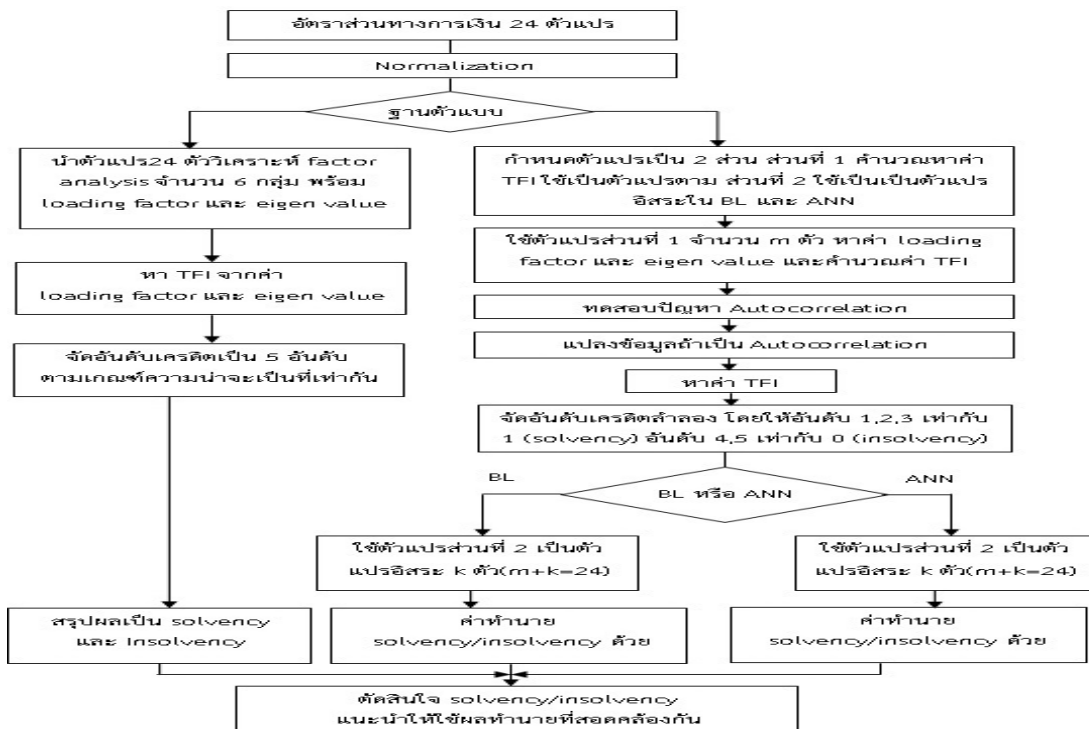 อัตราส่วนทางการเงิน 24 ตัวแปร
Normalization
ฐานตัวแบบ
นำตัวแปร24 ตัววิเคราะห์ factor
analysis จำนวน 6 กลุ่ม พร้อม
loading factor และ eigen value
หา TFI จากค่า
loading factor และ eigen value
จัดอันดับเครดิตเป็น 5 อันดับ
ตามเกณฑ์ความน่าจะเป็นที่เท่ากัน
สรุปผลเป็น solvency
และ Insolvency
กำหนดตัวแปรเป็น 2 ส่วน ส่วนที่ 1 คำนวณหาค่า
TFI ใช้เป็นตัวแปรตาม ส่วนที่ 2 ใช้เป็นเป็นตัวแปร
อิสระใน BL และ ANN
ใช้ตัวแปรส่วนที่ 1 จำนวน m ตัว หาค่า loading
factor และ eigen value และคำนวณค่า TFI
ทดสอบปัญหา Autocorrelation
แปลงข้อมูลถ้าเป็น Autocorrelation
หาค่า TFI
จัดอันดับเครดิตสำลอง โดยให้อันดับ 1,2,3 เท่ากับ
1 (solvency) อันดับ 4,5 เท่ากับ 0 (insolvency)
BL
BL หรือ ANN
ANN
ใช้ตัวแปรส่วนที่ 2 เป็นตัว
แปรอิสระ k ตัว(m+k=24)
ค่าทำนาย
solvency/insolvency ด้วย
ใช้ตัวแปรส่วนที่ 2 เป็นตัว
แปรอิสระ k ตัว(m+k=24)
ค่าทำนาย
solvency/insolvency ด้วย
ตัดสินใจ solvency/insolvency
แนะนำให้ใช้ผลทำนายที่สอดคล้องกัน